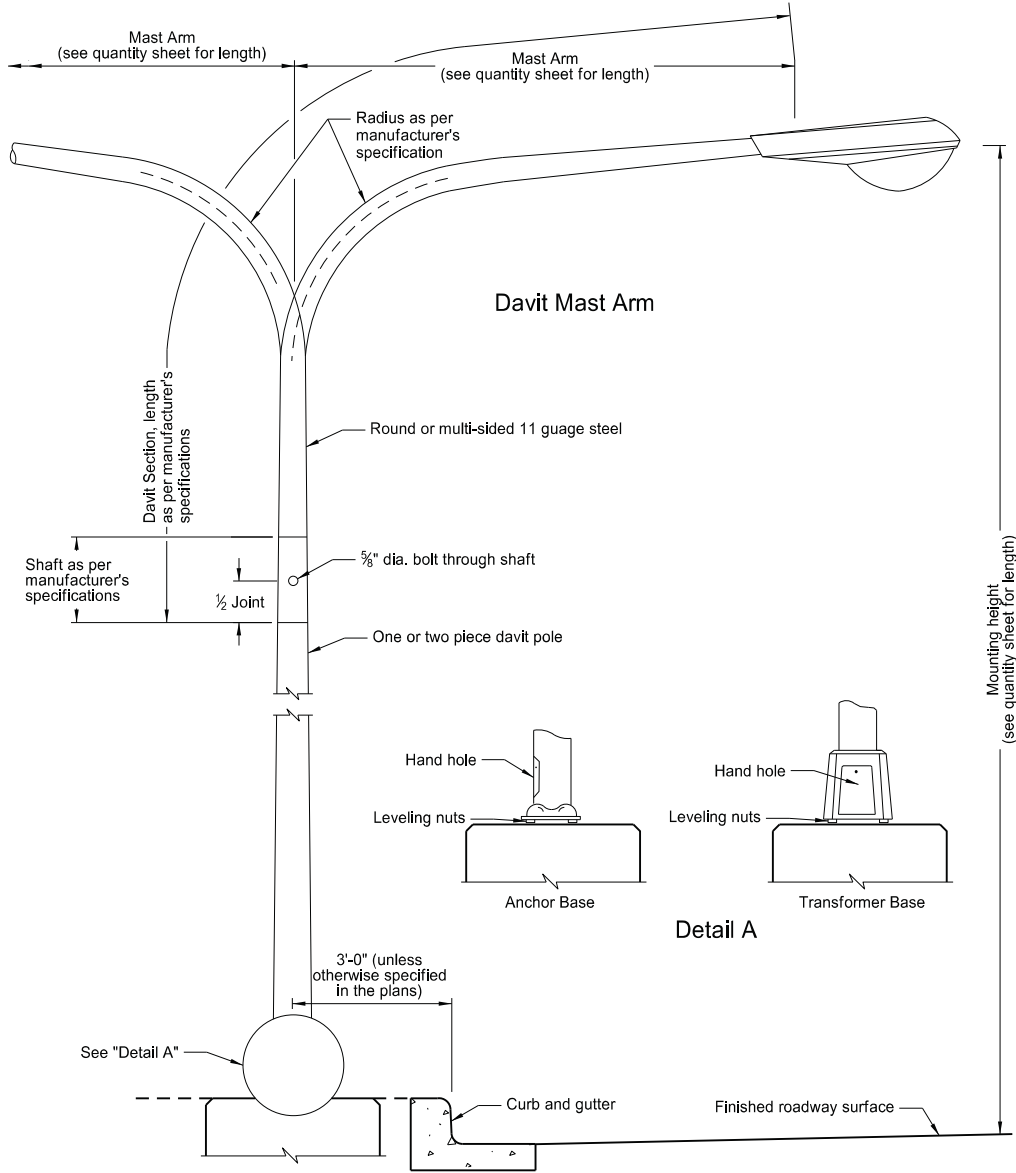 Mast Arm
(see quantity sheet for length)
Mast Arm
(see quantity sheet for length)
Radius as per
manufacturer's
specification
Davit Mast Arm
Davit Section, length
as per manufacturer's
specifications
Round or multi-sided 11 guage steel
Shaft as per
manufacturer's
specifications
⅝" dia. bolt through shaft
½ Joint
One or two piece davit pole
Mounting height
(see quantity sheet for length)
Hand hole
Leveling nuts
Anchor Base
Hand hole
Leveling nuts
Transformer Base
Detail A
3'-0" (unless
otherwise specified
in the plans)
See "Detail A"
Curb and gutter
Finished roadway surface